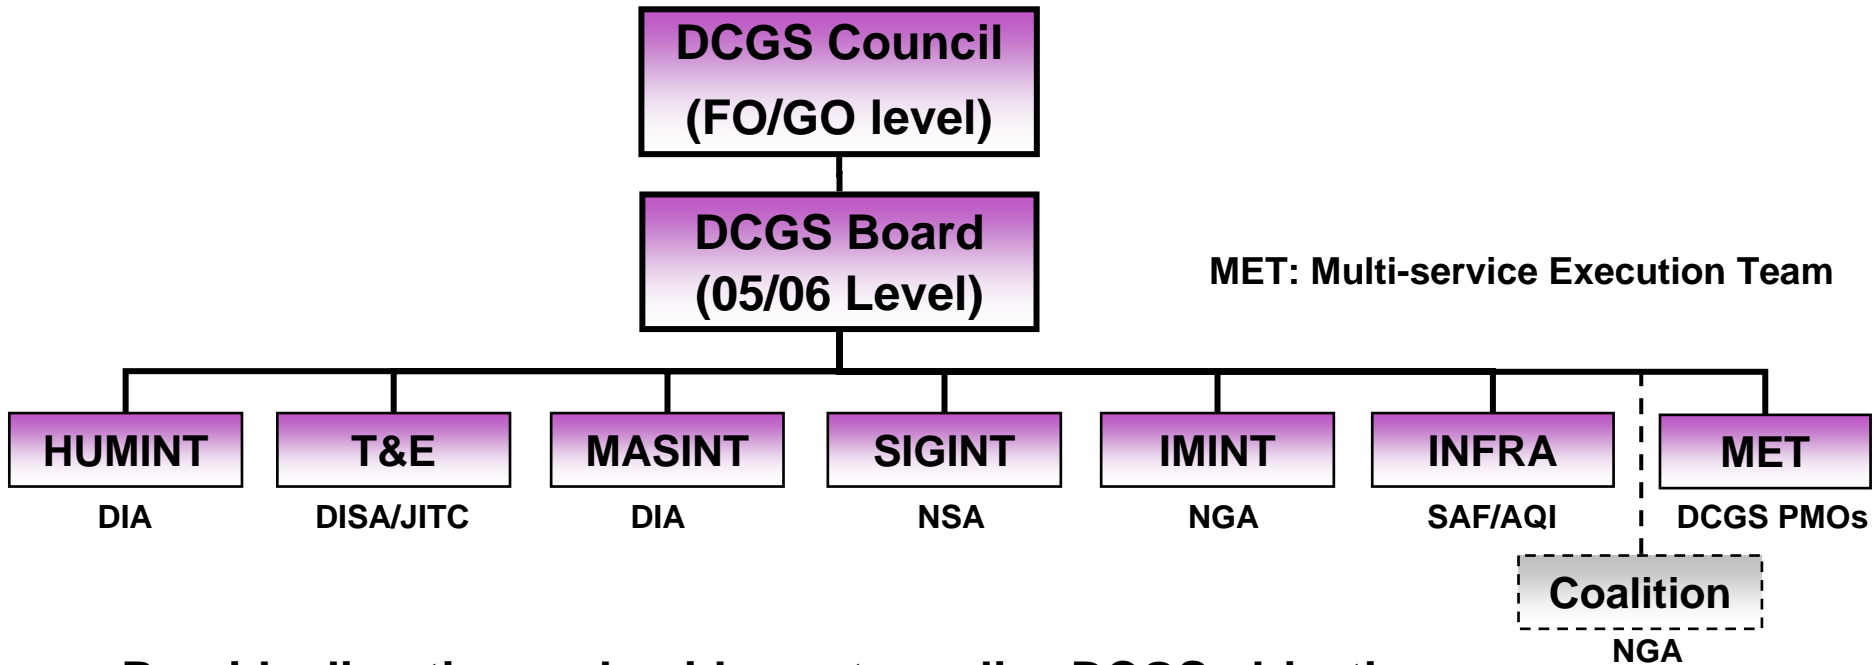 DCGS Council
(FO/GO level)
DCGS Board
(05/06 Level)
MET: Multi-service Execution Team
HUMINT
T&E
MASINT
SIGINT
IMINT
INFRA
MET
DIA
DISA/JITC
DIA
NSA
NGA
SAF/AQI
DCGS PMOs
Coalition
NGA